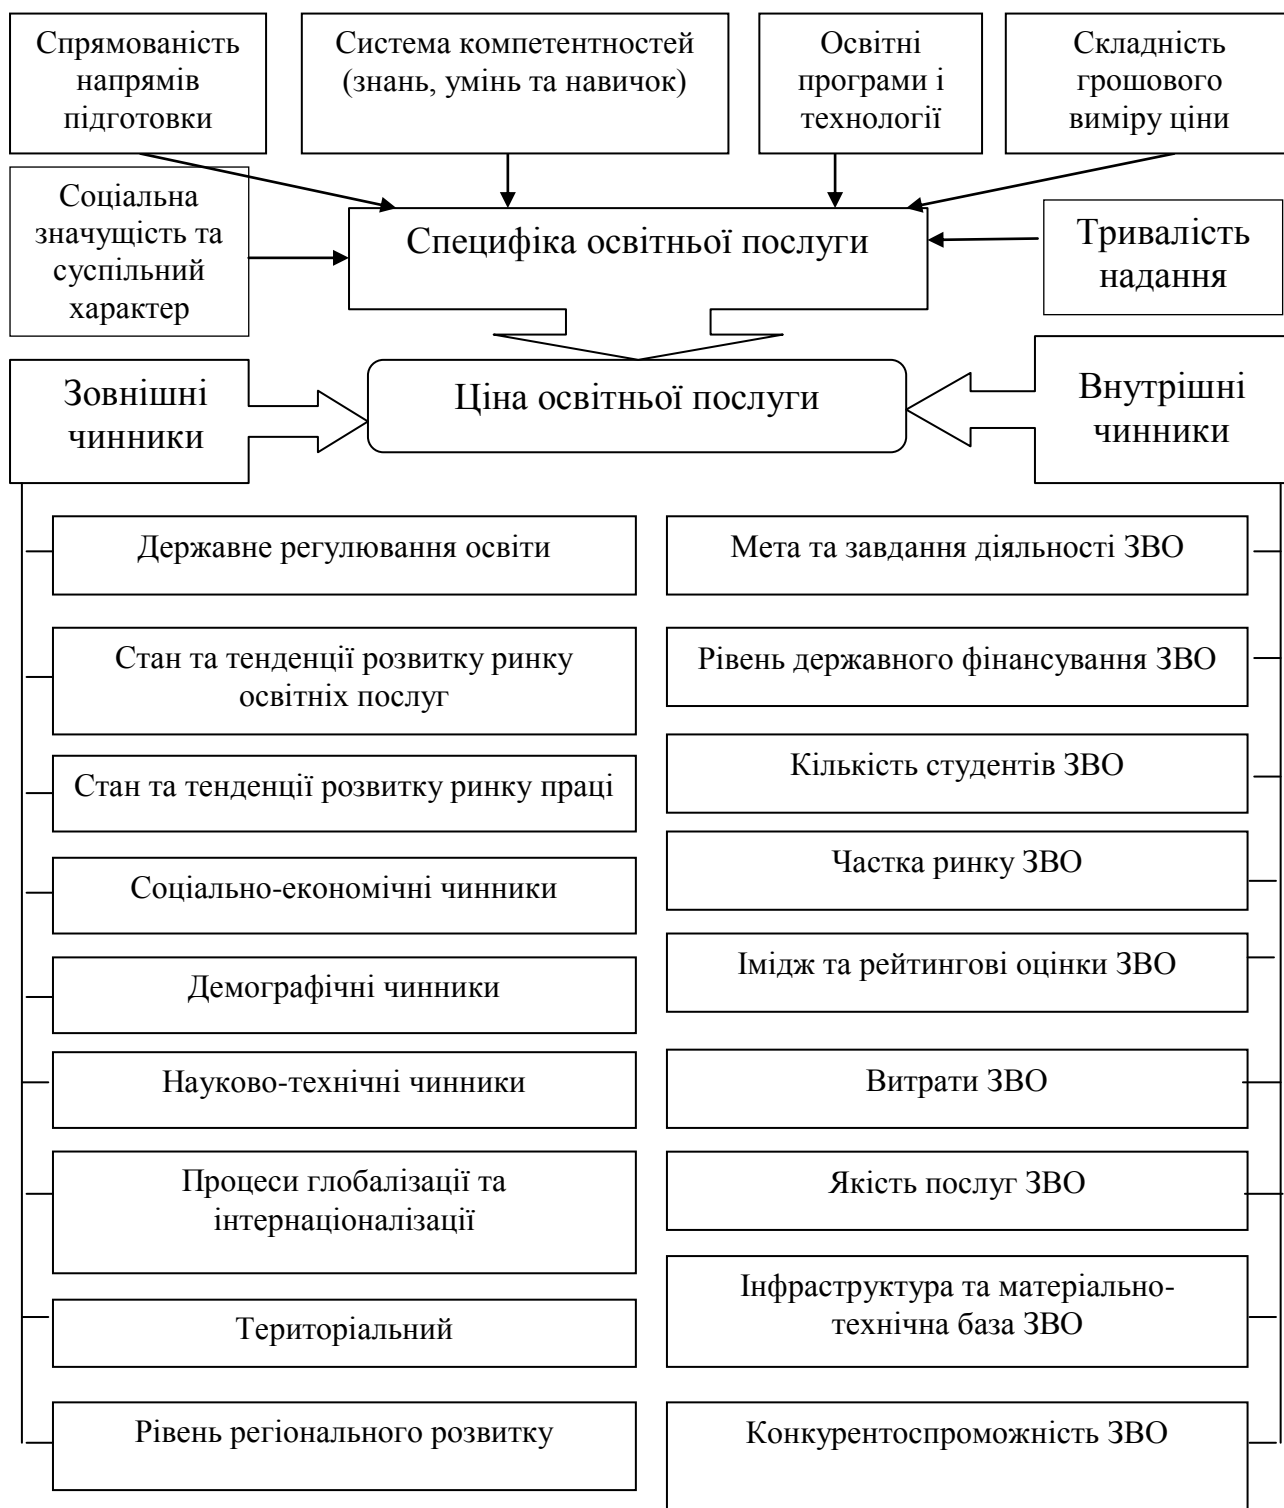 Спрямованість
напрямів
підготовки
Система компетентностей
(знань, умінь та навичок)
Освітні
програми і
технології
Складність
грошового
виміру ціни
Соціальна
значущість та
суспільний
характер
Специфіка освітньої послуги
Тривалість
надання
Зовнішні
чинники
Ціна освітньої послуги
Внутрішні
чинники
Державне регулювання освіти
Стан та тенденції розвитку ринку
освітніх послуг
Стан та тенденції розвитку ринку праці
Соціально-економічні чинники
Демографічні чинники
Науково-технічні чинники
Процеси глобалізації та
інтернаціоналізації
Територіальний
Рівень регіонального розвитку
Мета та завдання діяльності ЗВО
Рівень державного фінансування ЗВО
Кількість студентів ЗВО
Частка ринку ЗВО
Імідж та рейтингові оцінки ЗВО
Витрати ЗВО
Якість послуг ЗВО
Інфраструктура та матеріально-
технічна база ЗВО
Конкурентоспроможність ЗВО